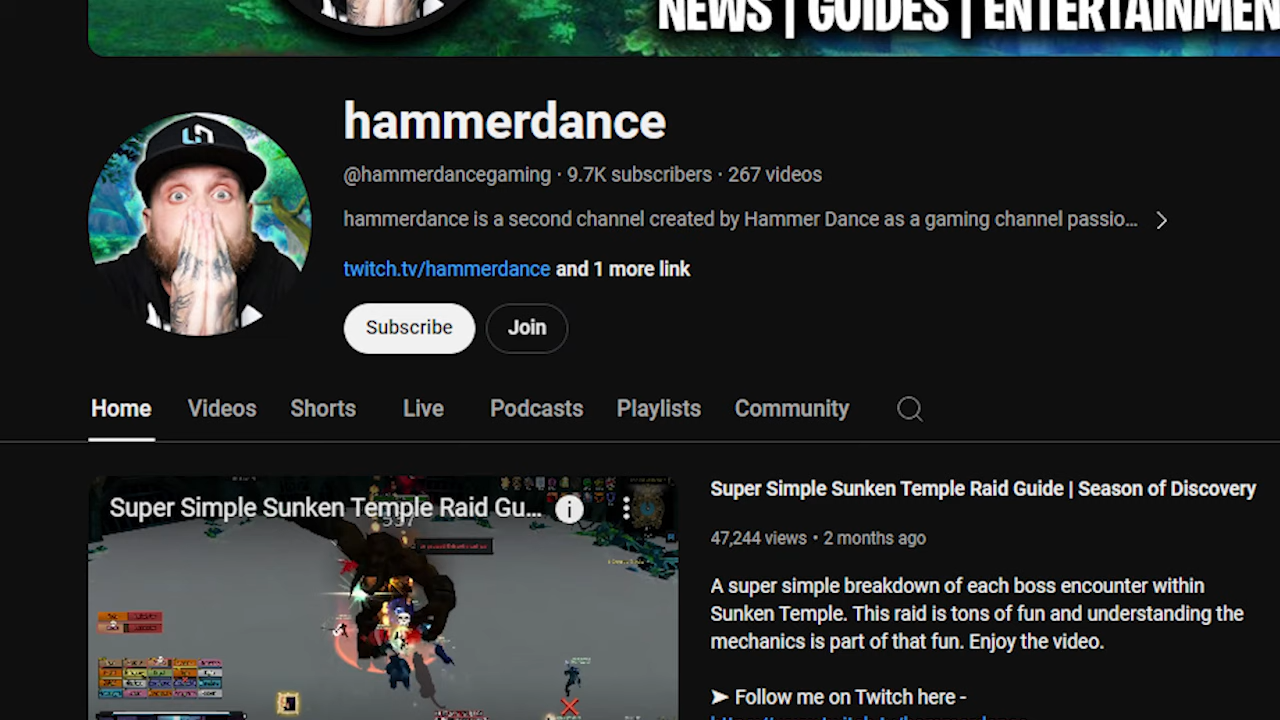 NEWS | GUIDES | ENTERTAINMEN
hammerdance
@hammerdancegaming · 9.7K subscribers · 267 videos
hammerdance is a second channel created by Hammer Dance as a gaming channel passio...
twitch.tv/hammerdance and 1 more link
Subscribe
Join
Home Videos Shorts Live Podcasts Playlists Community
Super Simple Sunken Temple Raid Gu...
Super Simple Sunken Temple Raid Guide | Season of Discovery
47,244 views • 2 months ago
A super simple breakdown of each boss encounter within
Sunken Temple. This raid is tons of fun and understanding the
mechanics is part of that fun. Enjoy the video.
➤ Follow me on Twitch here -